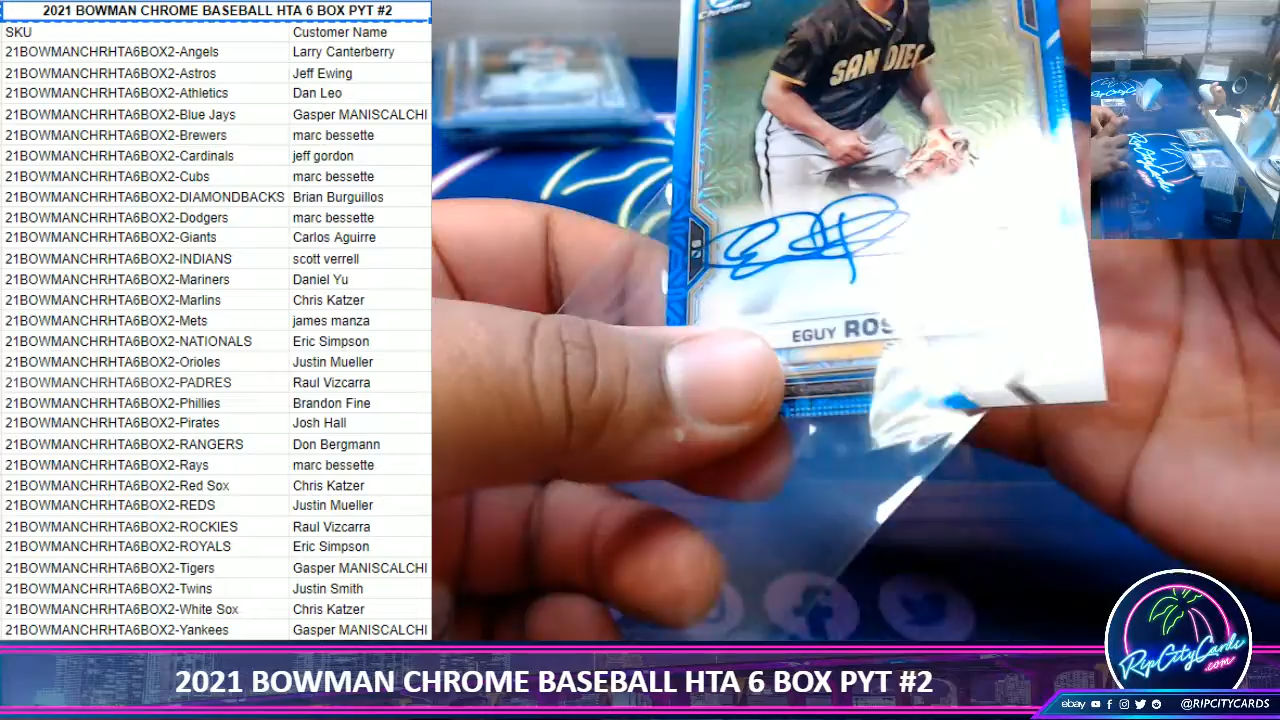 2021 BOWMAN CHROME BASEBALL HTA 6 BOX PYT #2
SKU Customer Name
21BOWMANCHRHTA6BOX2-Angels Larry Canterberry
21BOWMANCHRHTA6BOX2-Astros Jeff Ewing
21BOWMANCHRHTA6BOX2-Athletics Dan Leo
21BOWMANCHRHTA6BOX2-Blue Jays Gasper MANISCALCHI
21BOWMANCHRHTA6BOX2-Brewers marc bessette
21BOWMANCHRHTA6BOX2-Cardinals jeff gordon
21BOWMANCHRHTA6BOX2-Cubs marc bessette
21BOWMANCHRHTA6BOX2-DIAMONDBACKS Brian Burguillos
21BOWMANCHRHTA6BOX2-Dodgers marc bessette
21BOWMANCHRHTA6BOX2-Giants Carlos Aguirre
21BOWMANCHRHTA6BOX2-INDIANS scott verrell
21BOWMANCHRHTA6BOX2-Mariners Daniel Yu
21BOWMANCHRHTA6BOX2-Marlins Chris Katzer
21BOWMANCHRHTA6BOX2-Mets james manza
21BOWMANCHRHTA6BOX2-NATIONALS Eric Simpson
21BOWMANCHRHTA6BOX2-Orioles Justin Mueller
21BOWMANCHRHTA6BOX2-PADRES Raul Vizcarra
21BOWMANCHRHTA6BOX2-Phillies Brandon Fine
21BOWMANCHRHTA6BOX2-Pirates Josh Hall
21BOWMANCHRHTA6BOX2-RANGERS Don Bergmann
21BOWMANCHRHTA6BOX2-Rays marc bessette
21BOWMANCHRHTA6BOX2-Red Sox Chris Katzer
21BOWMANCHRHTA6BOX2-REDS Justin Mueller
21BOWMANCHRHTA6BOX2-ROCKIES Raul Vizcarra
21BOWMANCHRHTA6BOX2-ROYALS Eric Simpson
21BOWMANCHRHTA6BOX2-Tigers Gasper MANISCALCHI
21BOWMANCHRHTA6BOX2-Twins Justin Smith
21BOWMANCHRHTA6BOX2-White Sox Chris Katzer
21BOWMANCHRHTA6BOX2-Yankees Gasper MANISCALCHI
CHROME
SAN DIEG
EGUY ROS
RipCityCards
.com
2021 BOWMAN CHROME BASEBALL HTA 6 BOX PYT #2
ebay @RIPCITYCARDS